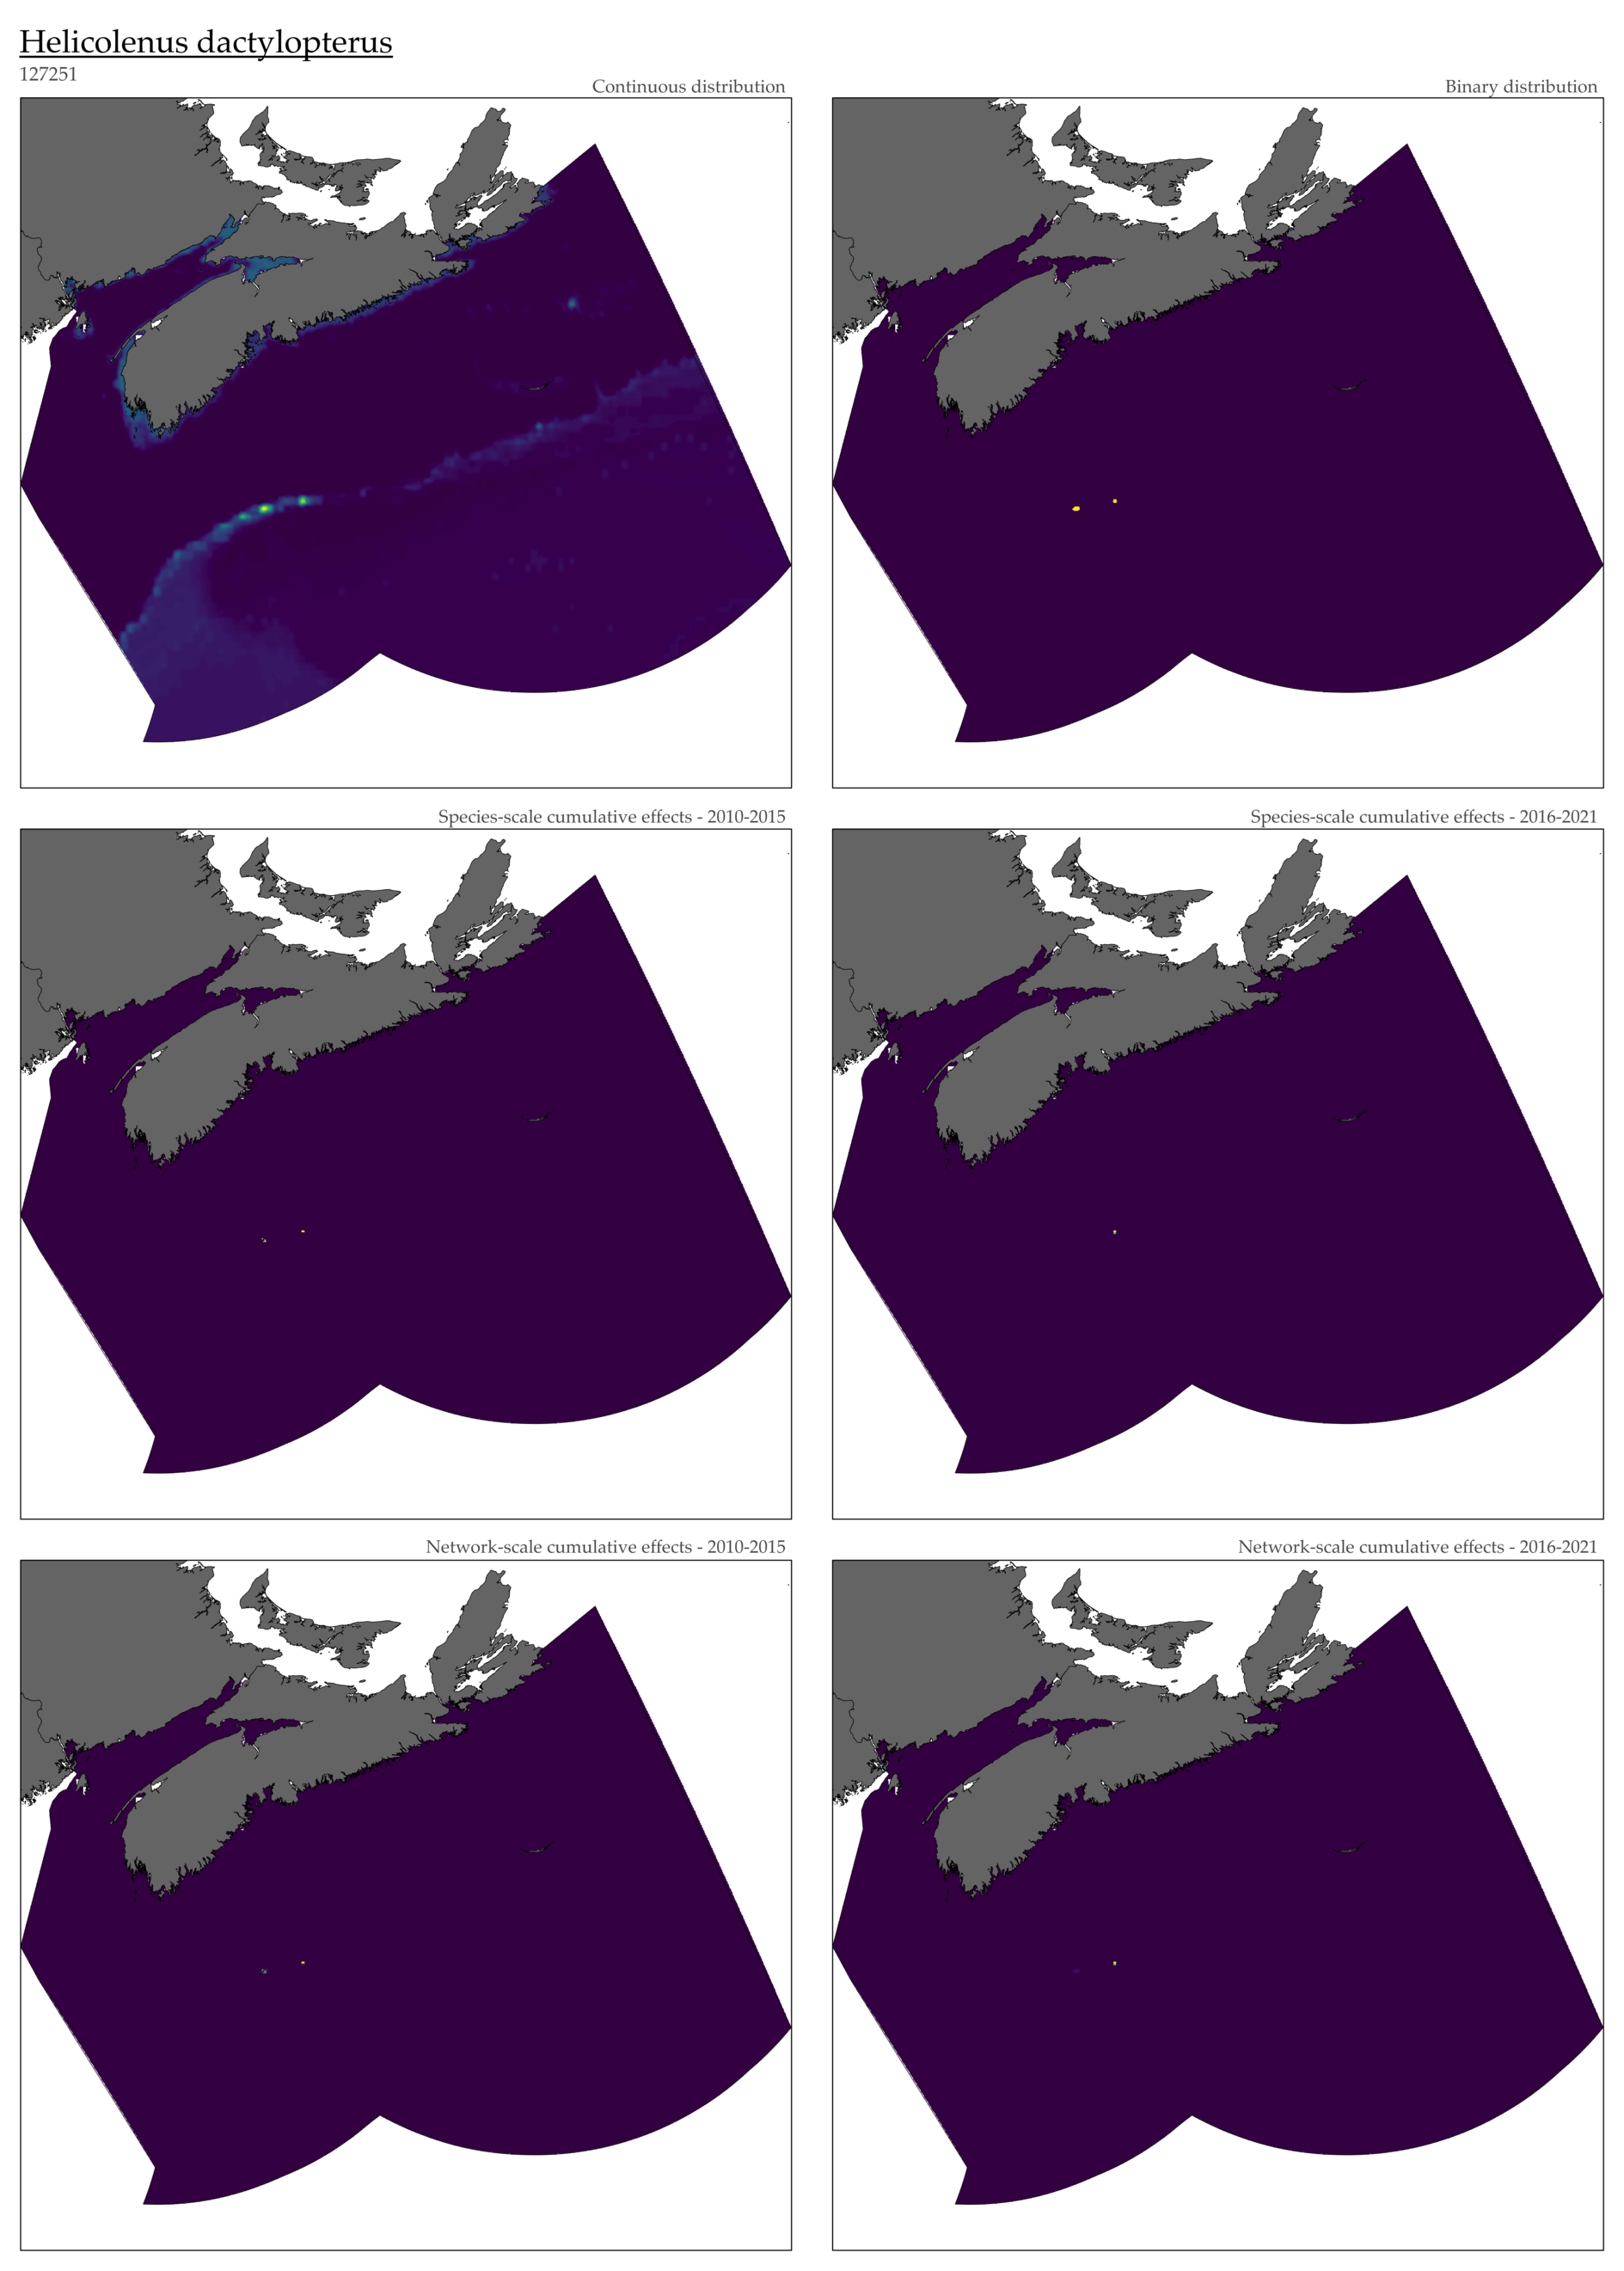 Helicolenus dactylopterus
127251
Continuous distribution
Binary distribution
Species-scale cumulative effects - 2010-2015
Species-scale cumulative effects - 2016-2021
Network-scale cumulative effects - 2010-2015
Network-scale cumulative effects - 2016-2021